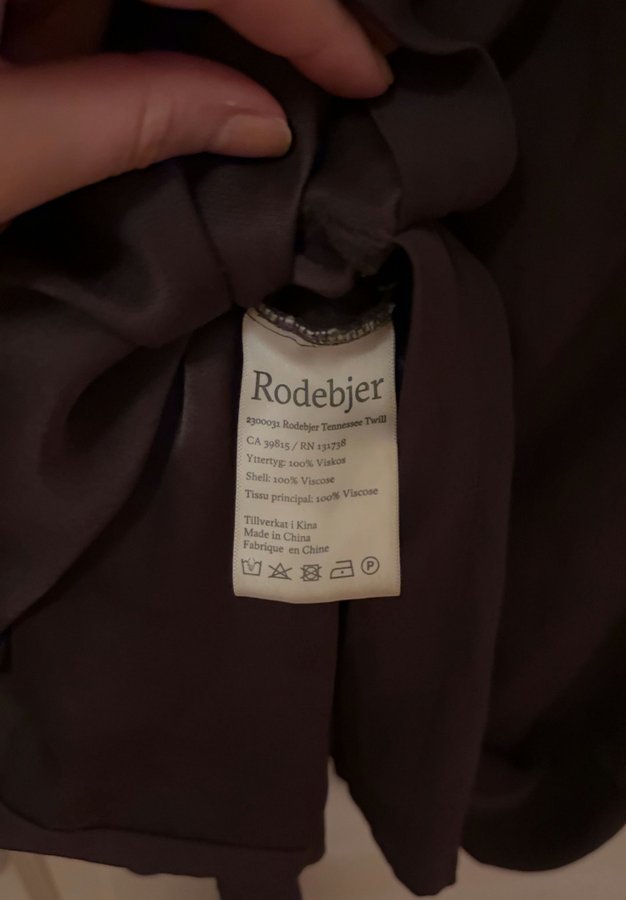 Rodebjer
2300031 Rodebjer Tennessee Twill
CA 39815 / RN 131738
Yttertyg: 100% Viskos
Shell: 100% Viscose
Tissu principal: 100% Viscose
Tillverkat i Kina
Made in China
Fabrique en Chine
P